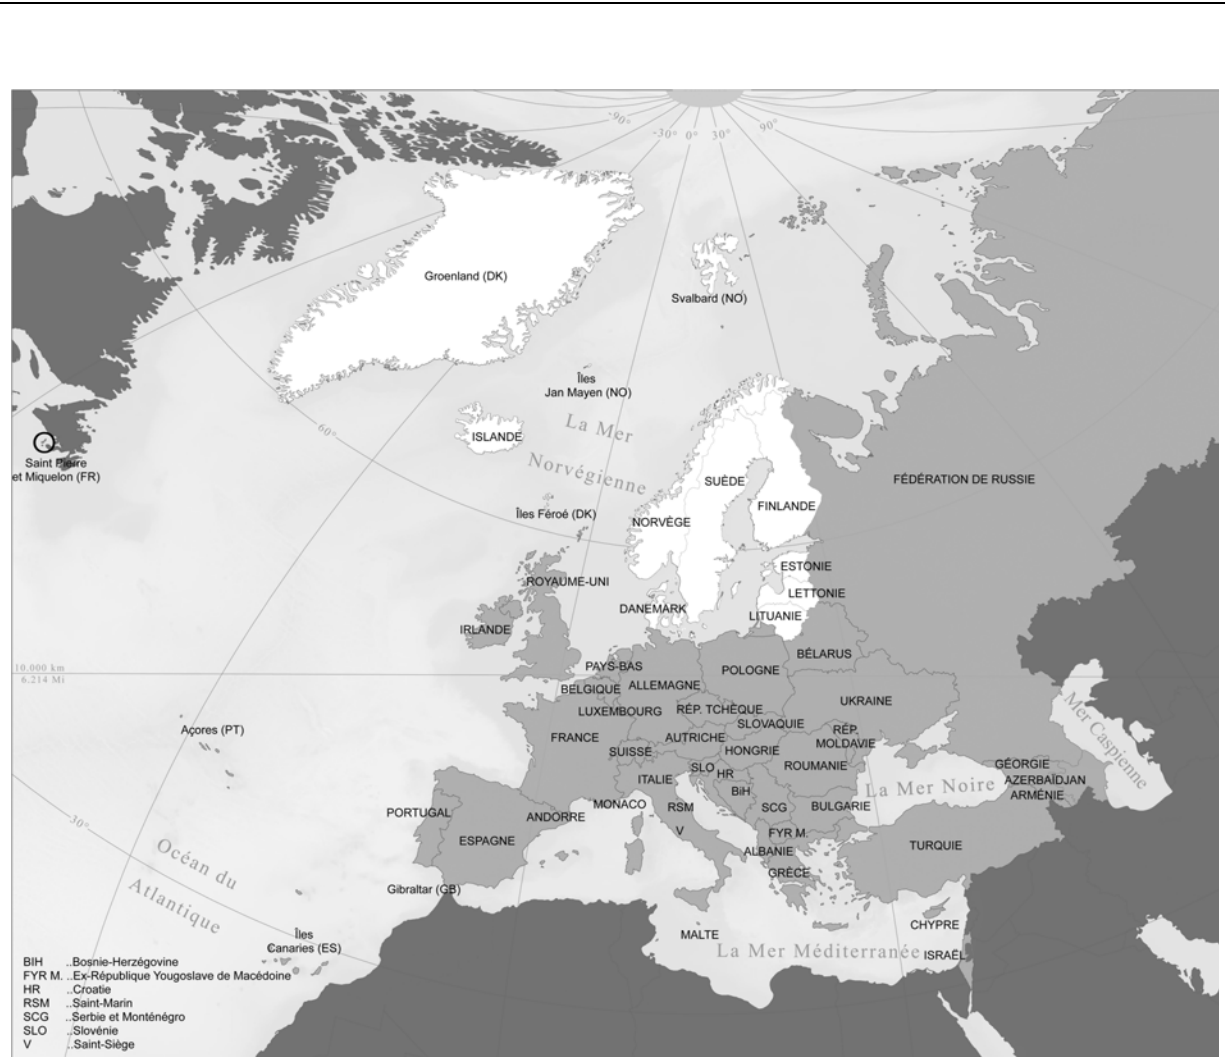 -90°
-30° 0° 30°
90°
Groenland (DK)
Svalbard (NO)
Îles
Jan Mayen (NO)
La Mer
Norvégienne
ISLANDE
60°
Saint Pierre
et Miquelon (FR)
SUÈDE
FÉDÉRATION DE RUSSIE
FINLANDE
Îles Féroé (DK)
NORVÈGE
ESTONIE
ROYAUME-UNI
LETTONIE
DANEMARK
LITUANIE
IRLANDE
BÉLARUS
10.000 km
6.214 Mi
PAYS-BAS
POLOGNE
BELGIQUE
ALLEMAGNE
UKRAINE
LUXEMBOURG
RÉP. TCHÈQUE
Mer Caspienne
SLOVAQUIE
Açores (PT)
RÉP.
MOLDAVIE
FRANCE
AUTRICHE
SUISSE
HONGRIE
ROUMANIE
GÉORGIE
SLO
HR
ITALIE
AZERBAÏDJAN
La Mer Noire
BiH
ARMÉNIE
MONACO
RSM
SCG
BULGARIE
PORTUGAL
ANDORRE
30°
V
FYR M.
ESPAGNE
TURQUIE
ALBANIE
GRÈCE
Océan du
Atlantique
Gibraltar (GB)
CHYPRE
Îles
Canaries (ES)
MALTE
La Mer Méditerranée
ISRAËL
BIH ..Bosnie-Herzégovine
FYR M. ..Ex-République Yougoslave de Macédoine
HR ..Croatie
RSM ..Saint-Marin
SCG ..Serbie et Monténégro
SLO ..Slovénie
V ..Saint-Siège